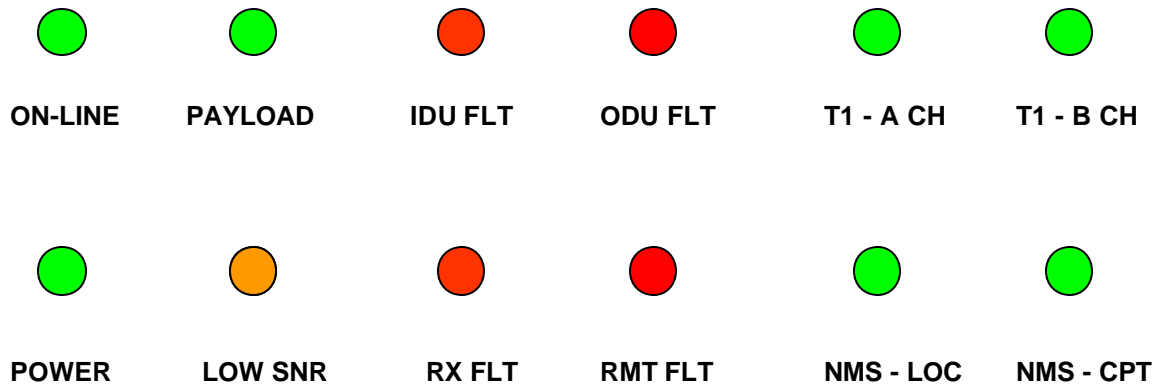 ON-LINE PAYLOAD IDU FLT ODU FLT T1 - A CH T1 - B CH
POWER LOW SNR RX FLT RMT FLT NMS - LOC NMS - CPT